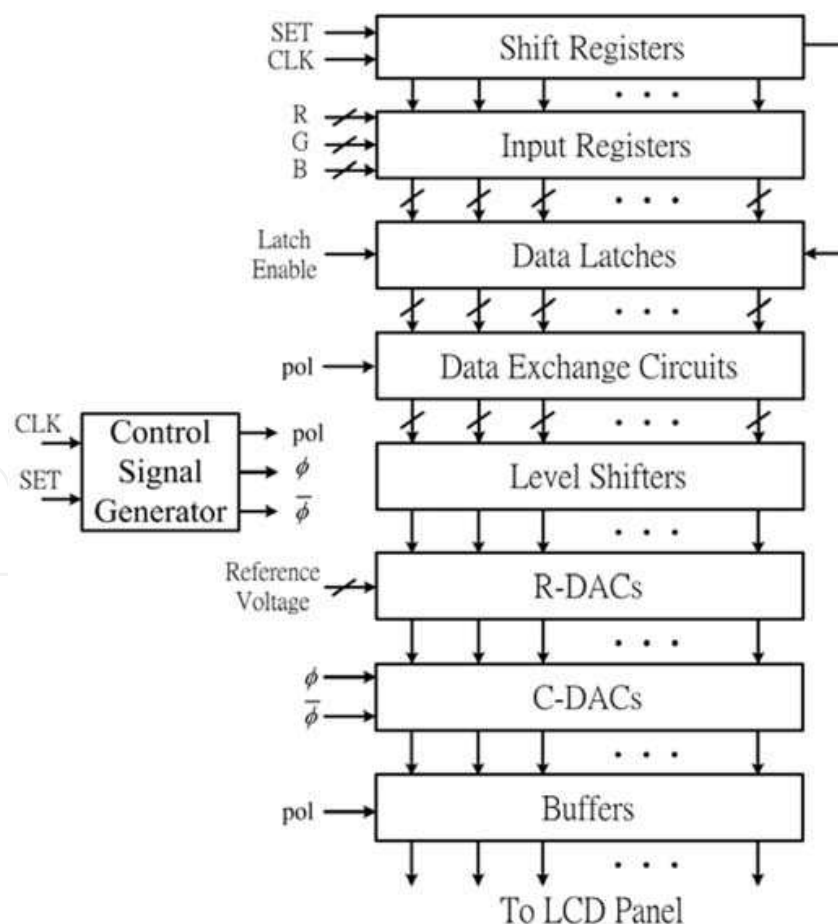 SET
CLK
Shift Registers
R
G
B
Input Registers
Latch
Enable
Data Latches
pol
Data Exchange Circuits
CLK
SET
Control
Signal
Generator
pol
ϕ
ϕ̅
Level Shifters
Reference
Voltage
R-DACs
ϕ
ϕ̅
C-DACs
pol
Buffers
To LCD Panel